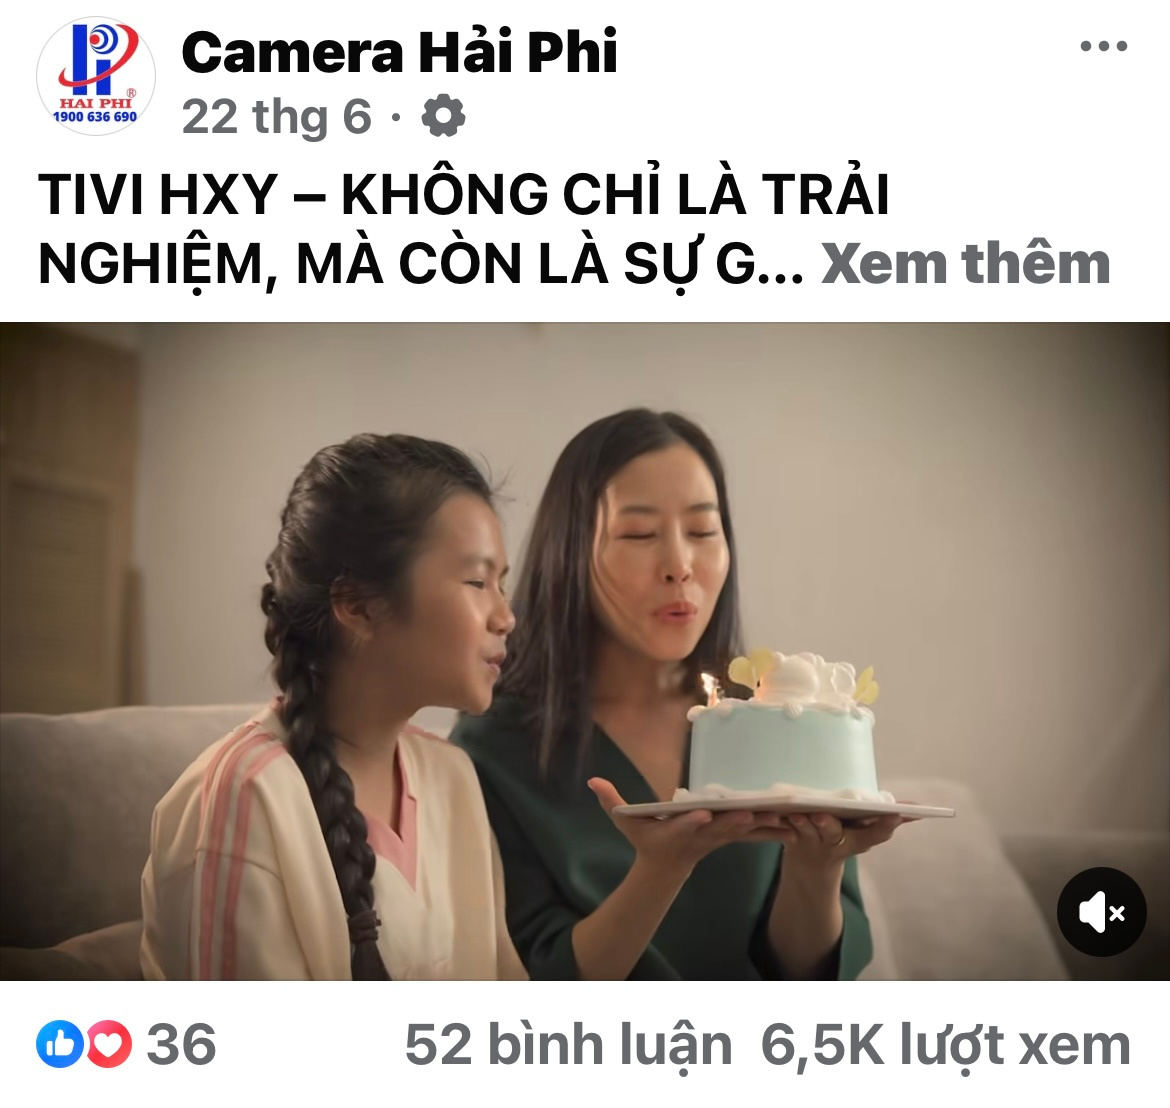 HAI PHI ®
1900 636 690
Camera Hải Phi
22 thg 6 ·
TIVI HXY – KHÔNG CHỈ LÀ TRẢI
NGHIỆM, MÀ CÒN LÀ SỰ G... Xem thêm
36 52 bình luận 6,5K lượt xem